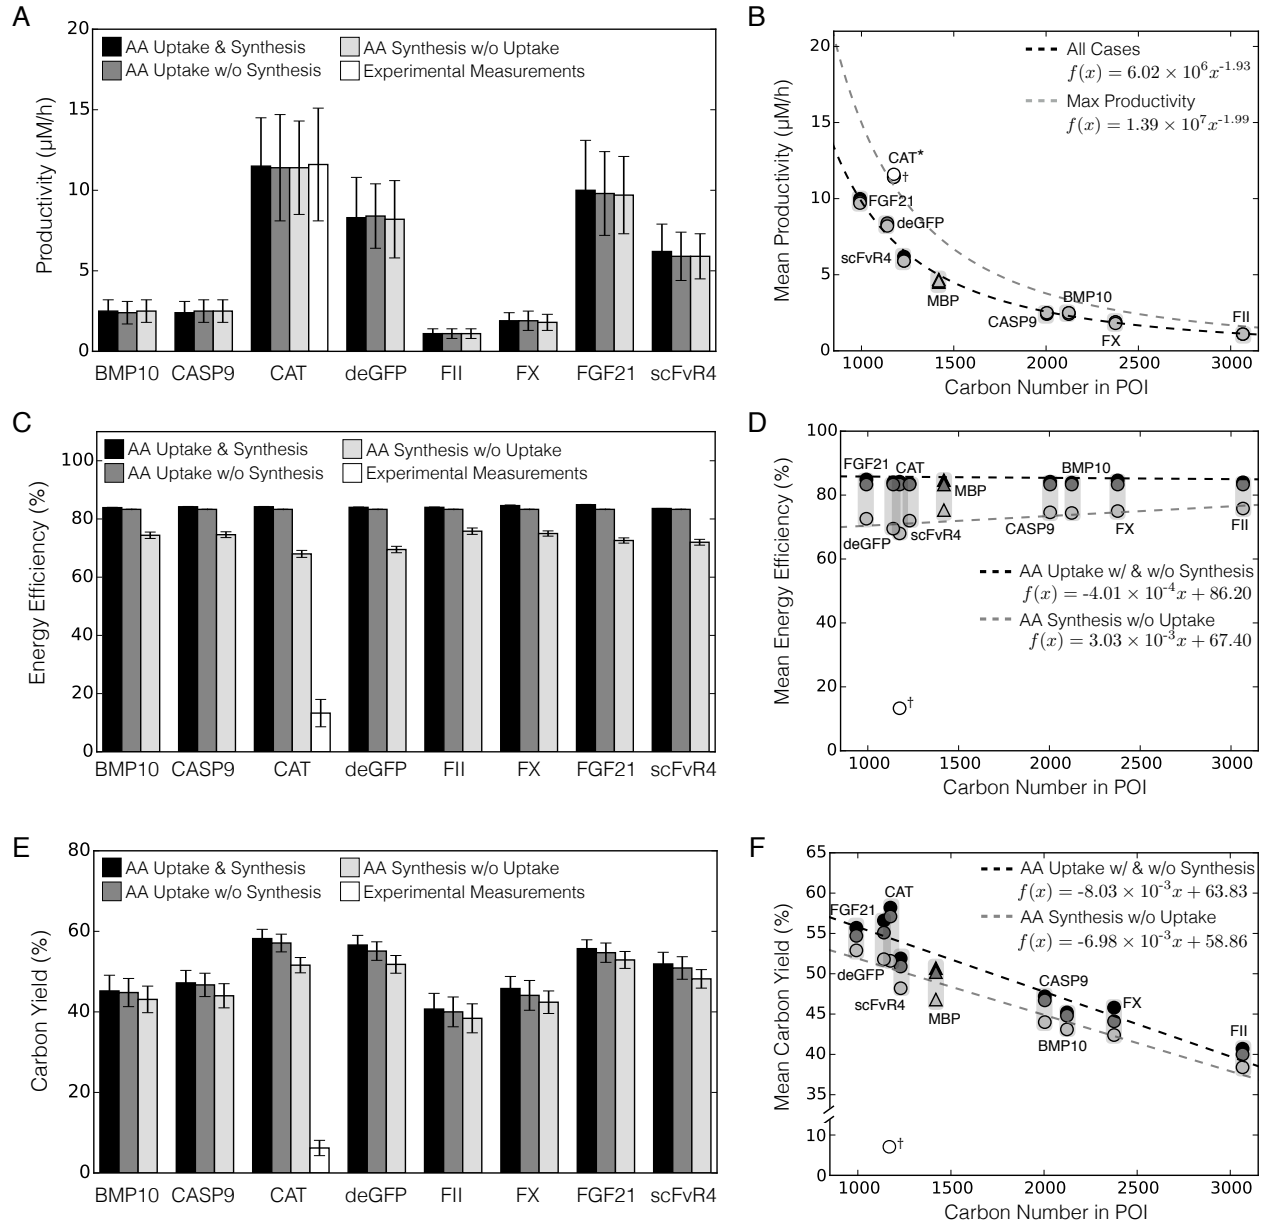 A
Productivity (µM/h)
20
15
10
5
0
AA Uptake & Synthesis
AA Uptake w/o Synthesis
AA Synthesis w/o Uptake
Experimental Measurements
BMP10 CASP9 CAT deGFP FII FX FGF21 scFvR4
B
Mean Productivity (µM/h)
20
15
10
5
0
All Cases
f(x) = 6.02 × 10^6 x^-1.93
Max Productivity
f(x) = 1.39 × 10^7 x^-1.99
CAT*
†
FGF21
deGFP
scFvR4
MBP
CASP9
BMP10
FX
FII
1000 1500 2000 2500 3000
Carbon Number in POI
C
Energy Efficiency (%)
100
80
60
40
20
0
AA Uptake & Synthesis
AA Uptake w/o Synthesis
AA Synthesis w/o Uptake
Experimental Measurements
BMP10 CASP9 CAT deGFP FII FX FGF21 scFvR4
D
Mean Energy Efficiency (%)
100
80
60
40
20
0
FGF21
CAT
MBP
BMP10
deGFP
scFvR4
CASP9
FX
FII
AA Uptake w/ & w/o Synthesis
f(x) = -4.01 × 10^-4 x + 86.20
AA Synthesis w/o Uptake
f(x) = 3.03 × 10^-3 x + 67.40
†
1000 1500 2000 2500 3000
Carbon Number in POI
E
Carbon Yield (%)
80
60
40
20
0
AA Uptake & Synthesis
AA Uptake w/o Synthesis
AA Synthesis w/o Uptake
Experimental Measurements
BMP10 CASP9 CAT deGFP FII FX FGF21 scFvR4
F
Mean Carbon Yield (%)
65
60
55
50
45
40
35
10
0
AA Uptake w/ & w/o Synthesis
f(x) = -8.03 × 10^-3 x + 63.83
AA Synthesis w/o Uptake
f(x) = -6.98 × 10^-3 x + 58.86
CAT
FGF21
deGFP
scFvR4
MBP
CASP9
BMP10
FX
FII
†
1000 1500 2000 2500 3000
Carbon Number in POI